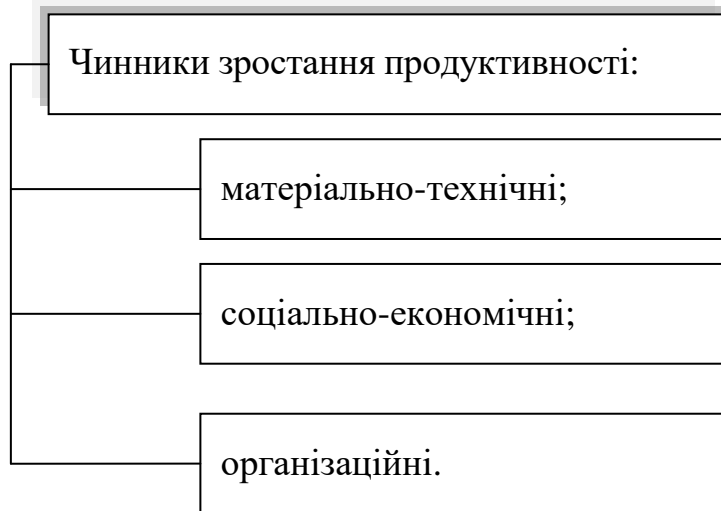 Чинники зростання продуктивності:
матеріально-технічні;
соціально-економічні;
організаційні.